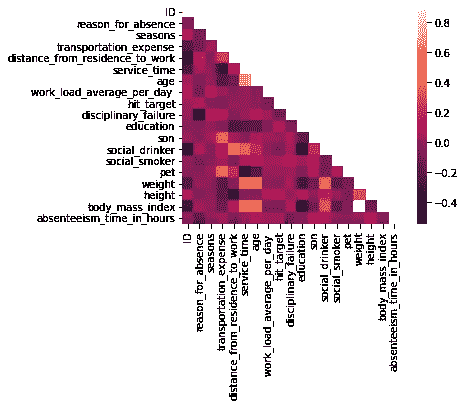 ID
reason_for_absence
seasons
transportation_expense
distance_from_residence_to_work
service_time
age
work_load_average_per_day
hit_target
disciplinary_failure
education
son
social_drinker
social_smoker
pet
weight
height
body_mass_index
absenteeism_time_in_hours
0.8
0.6
0.4
0.2
0.0
-0.2
-0.4
ID
reason_for_absence
seasons
transportation_expense
distance_from_residence_to_work
service_time
age
work_load_average_per_day
hit_target
disciplinary_failure
education
son
social_drinker
social_smoker
pet
weight
height
body_mass_index
absenteeism_time_in_hours